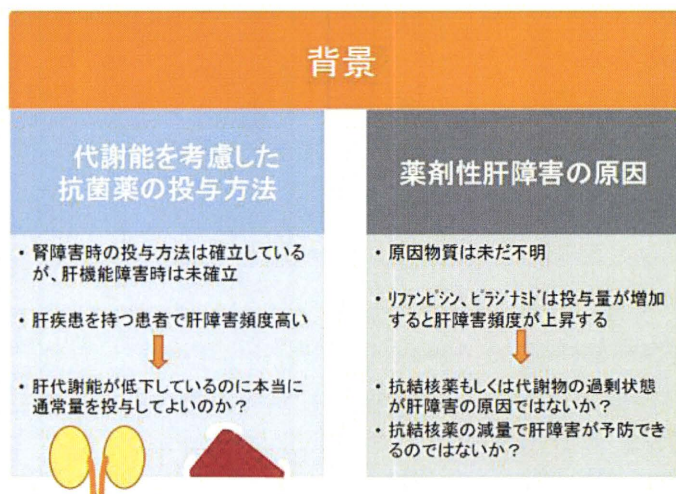 背景
代謝能を考慮した
抗菌薬の投与方法
・腎障害時の投与方法は確立している
が、肝機能障害時は未確立
・肝疾患を持つ患者で肝障害頻度高い
・肝代謝能が低下しているのに本当に
通常量を投与してよいのか？
薬剤性肝障害の原因
・原因物質は未だ不明
・ﾘﾌｧﾝﾋﾟｼﾝ、ﾋﾟﾗｼﾞﾅﾐﾄﾞは投与量が増加
すると肝障害頻度が上昇する
・抗結核薬もしくは代謝物の過剰状態
が肝障害の原因ではないか？
・抗結核薬の減量で肝障害が予防でき
るのではないか？